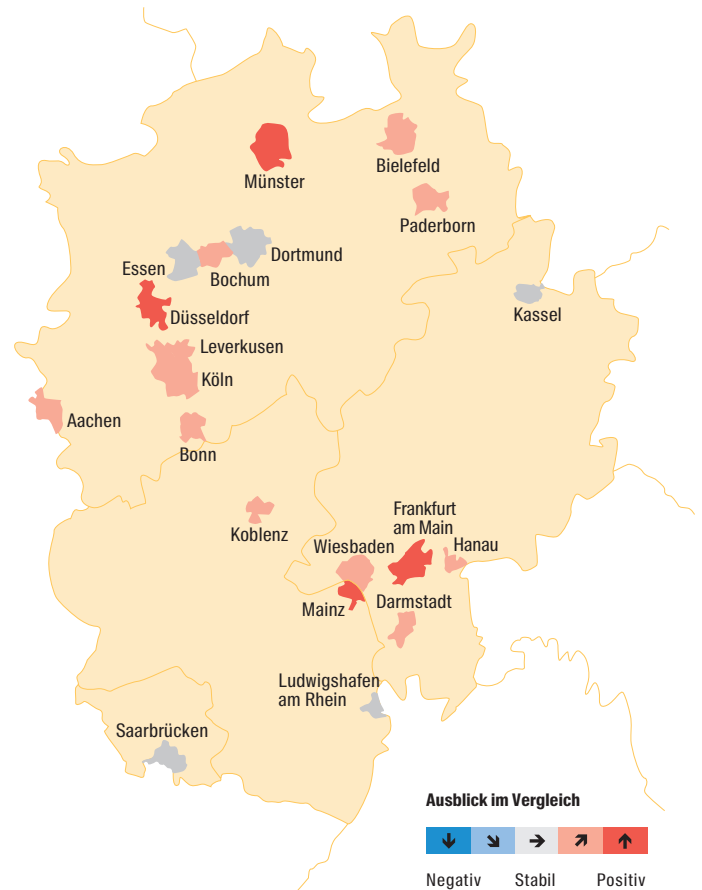 Münster
Bielefeld
Paderborn
Essen
Bochum
Dortmund
Düsseldorf
Kassel
Leverkusen
Köln
Aachen
Bonn
Koblenz
Frankfurt
am Main
Wiesbaden
Hanau
Mainz
Darmstadt
Ludwigshafen
am Rhein
Saarbrücken
Ausblick im Vergleich
Negativ Stabil Positiv